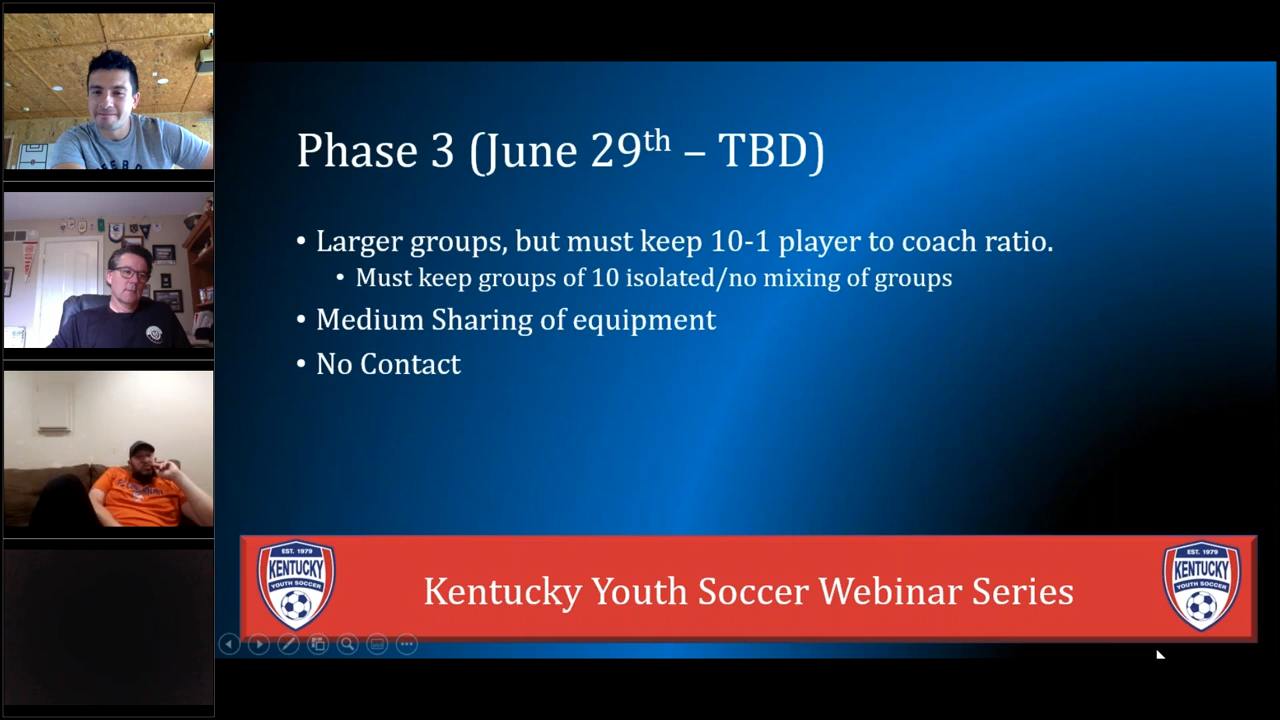 Phase 3 (June 29th – TBD)
• Larger groups, but must keep 10-1 player to coach ratio.
• Must keep groups of 10 isolated/no mixing of groups
• Medium Sharing of equipment
• No Contact
EST. 1979
KENTUCKY
YOUTH SOCCER
Kentucky Youth Soccer Webinar Series
EST. 1979
KENTUCKY
YOUTH SOCCER